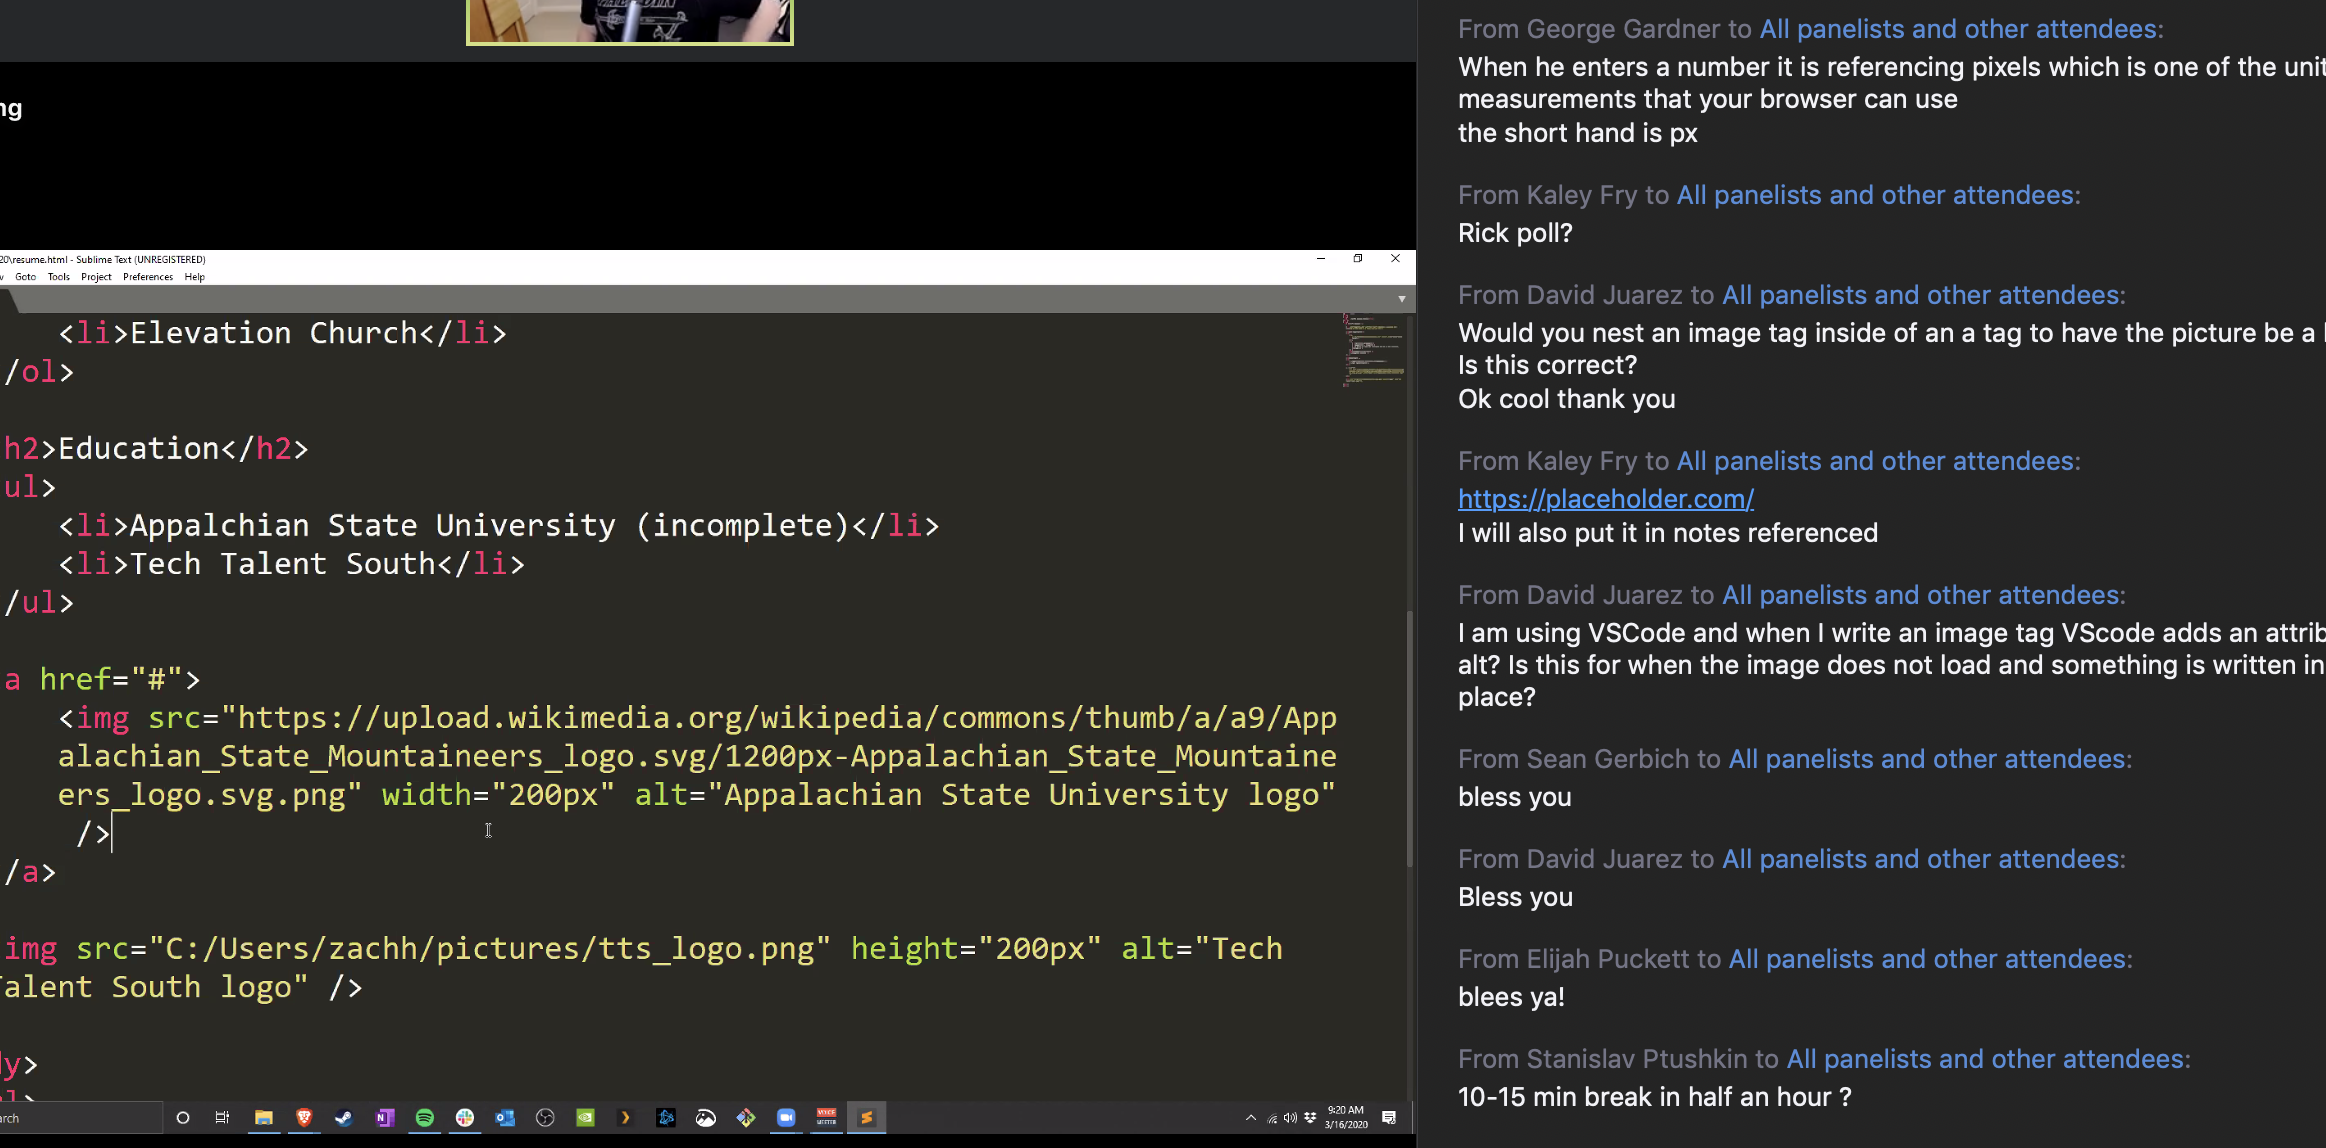 ng
20\resume.html - Sublime Text (UNREGISTERED)
Goto Tools Project Preferences Help
<li>Elevation Church</li>
/ol>
h2>Education</h2>
ul>
<li>Appalchian State University (incomplete)</li>
<li>Tech Talent South</li>
/ul>
a href="#">
<img src="https://upload.wikimedia.org/wikipedia/commons/thumb/a/a9/App
alachian_State_Mountaineers_logo.svg/1200px-Appalachian_State_Mountaine
ers_logo.svg.png" width="200px" alt="Appalachian State University logo"
/>
/a>
img src="C:/Users/zachh/pictures/tts_logo.png" height="200px" alt="Tech
Talent South logo" />
dy>
arch
9:20 AM
3/16/2020
From George Gardner to All panelists and other attendees:
When he enters a number it is referencing pixels which is one of the unit
measurements that your browser can use
the short hand is px
From Kaley Fry to All panelists and other attendees:
Rick poll?
From David Juarez to All panelists and other attendees:
Would you nest an image tag inside of an a tag to have the picture be a
Is this correct?
Ok cool thank you
From Kaley Fry to All panelists and other attendees:
https://placeholder.com/
I will also put it in notes referenced
From David Juarez to All panelists and other attendees:
I am using VSCode and when I write an image tag VScode adds an attrib
alt? Is this for when the image does not load and something is written in
place?
From Sean Gerbich to All panelists and other attendees:
bless you
From David Juarez to All panelists and other attendees:
Bless you
From Elijah Puckett to All panelists and other attendees:
blees ya!
From Stanislav Ptushkin to All panelists and other attendees:
10-15 min break in half an hour ?